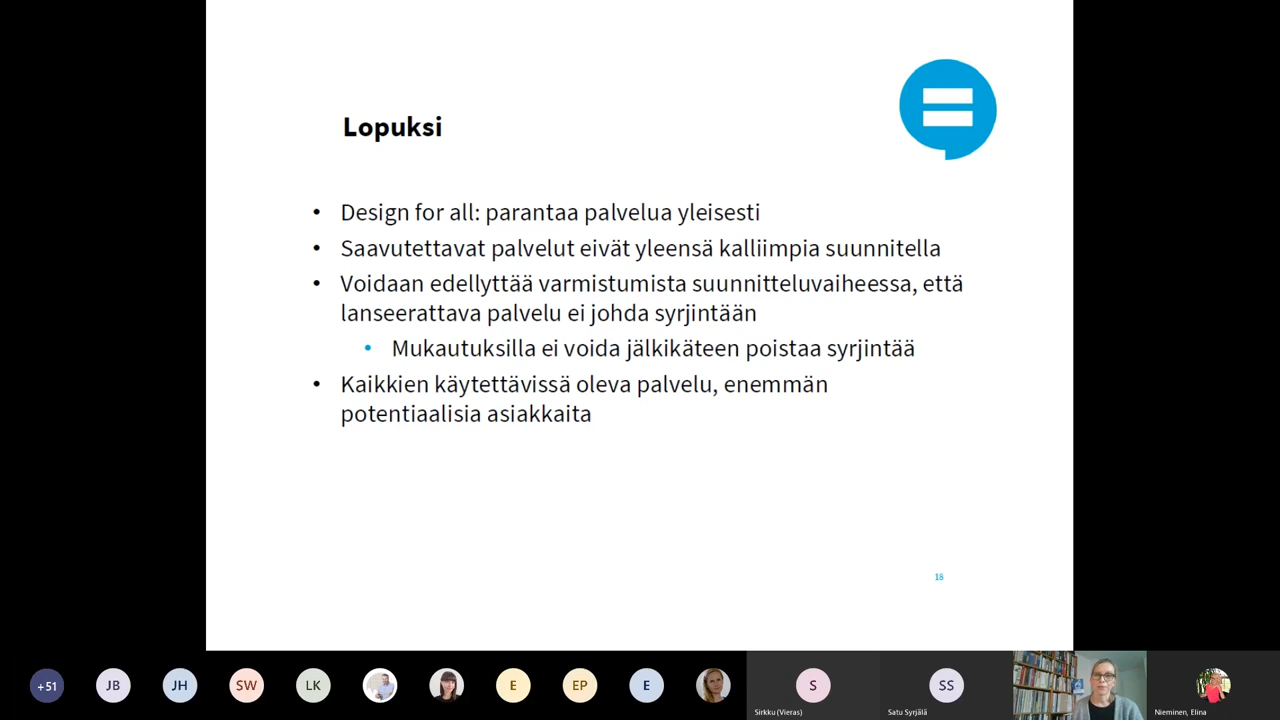 Lopuksi
• Design for all: parantaa palvelua yleisesti
• Saavutettavat palvelut eivät yleensä kalliimpia suunnitella
• Voidaan edellyttää varmistumista suunnitteluvaiheessa, että
lanseerattava palvelu ei johda syrjintään
• Mukautuksilla ei voida jälkikäteen poistaa syrjintää
• Kaikkien käytettävissä oleva palvelu, enemmän
potentiaalisia asiakkaita
18
+51 JB JH SW LK E EP E S SS
Sirkku (Vieras) Satu Syrjälä Nieminen, Elina